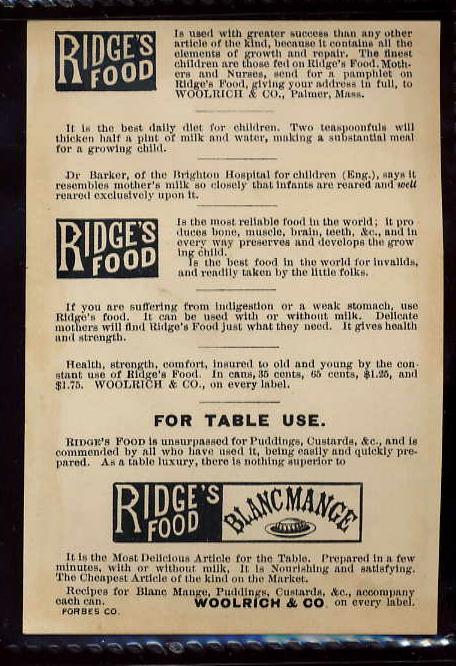 RIDGE'S
FOOD
Is used with greater success than any other
article of the kind, because it contains all the
elements of growth and repair. The finest
children are those fed on Ridge's Food. Moth-
ers and Nurses, send for a pamphlet on
Ridge's Food, giving your address in full, to
WOOLRICH & CO., Palmer, Mass.
It is the best daily diet for children. Two teaspoonfuls will
thicken half a pint of milk and water, making a substantial meal
for a growing child.
Dr Barker, of the Brighton Hospital for children (Eng.), says it
resembles mother's milk so closely that infants are reared and well
reared exclusively upon it.
RIDGE'S
FOOD
Is the most reliable food in the world; it pro
duces bone, muscle, brain, teeth, &c., and in
every way preserves and develops the grow
ing child.
Is the best food in the world for invalids,
and readily taken by the little folks.
If you are suffering from indigestion or a weak stomach, use
Ridge's food. It can be used with or without milk. Delicate
mothers will find Ridge's Food just what they need. It gives health
and strength.
Health, strength, comfort, insured to old and young by the con-
stant use of Ridge's Food. In cans, 35 cents, 65 cents, $1.25, and
$1.75. WOOLRICH & CO., on every label.
FOR TABLE USE.
RIDGE'S FOOD is unsurpassed for Puddings, Custards, &c., and is
commended by all who have used it, being easily and quickly pre-
pared. As a table luxury, there is nothing superior to
RIDGE'S
FOOD
BLANC MANGE
It is the Most Delicious Article for the Table. Prepared in a few
minutes, with or without milk. It is Nourishing and satisfying.
The Cheapest Article of the kind on the Market.
Recipes for Blanc Mange, Puddings, Custards, &c., accompany
each can. WOOLRICH & CO. on every label.
FORBES CO.